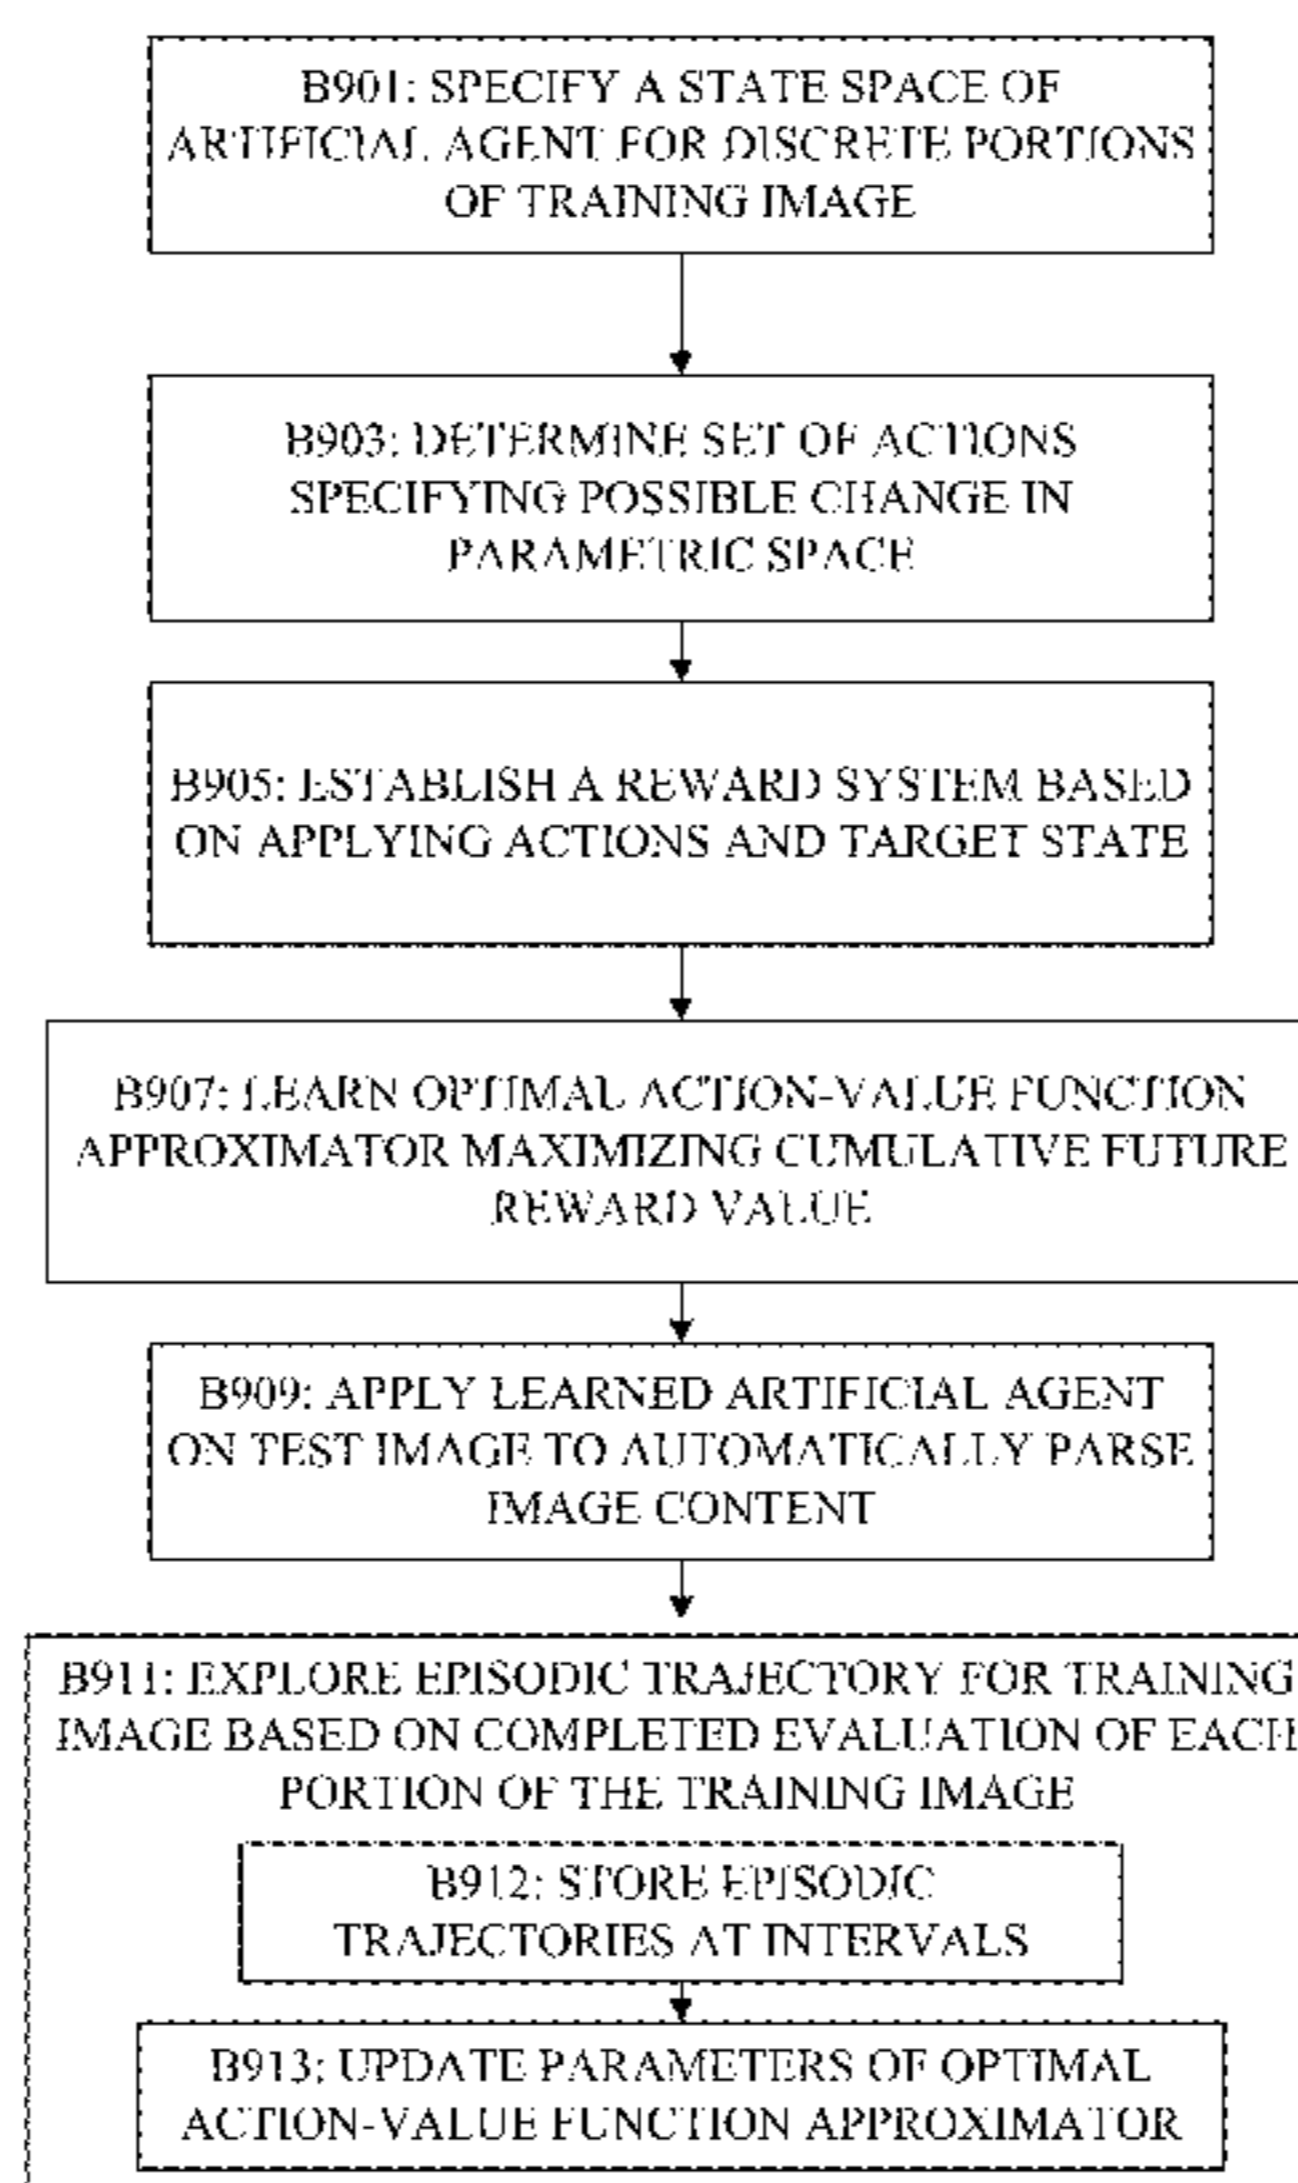 B901: SPECIFY A STATE SPACE OF
ARTIFICIAL AGENT FOR DISCRETE PORTIONS
OF TRAINING IMAGE
B903: DETERMINE SET OF ACTIONS
SPECIFYING POSSIBLE CHANGE IN
PARAMETRIC SPACE
B905: ESTABLISH A REWARD SYSTEM BASED
ON APPLYING ACTIONS AND TARGET STATE
B907: LEARN OPTIMAL ACTION-VALUE FUNCTION
APPROXIMATOR MAXIMIZING CUMULATIVE FUTURE
REWARD VALUE
B909: APPLY LEARNED ARTIFICIAL AGENT
ON TEST IMAGE TO AUTOMATICALLY PARSE
IMAGE CONTENT
B911: EXPLORE EPISODIC TRAJECTORY FOR TRAINING
IMAGE BASED ON COMPLETED EVALUATION OF EACH
PORTION OF THE TRAINING IMAGE
B912: STORE EPISODIC
TRAJECTORIES AT INTERVALS
B913: UPDATE PARAMETERS OF OPTIMAL
ACTION-VALUE FUNCTION APPROXIMATOR